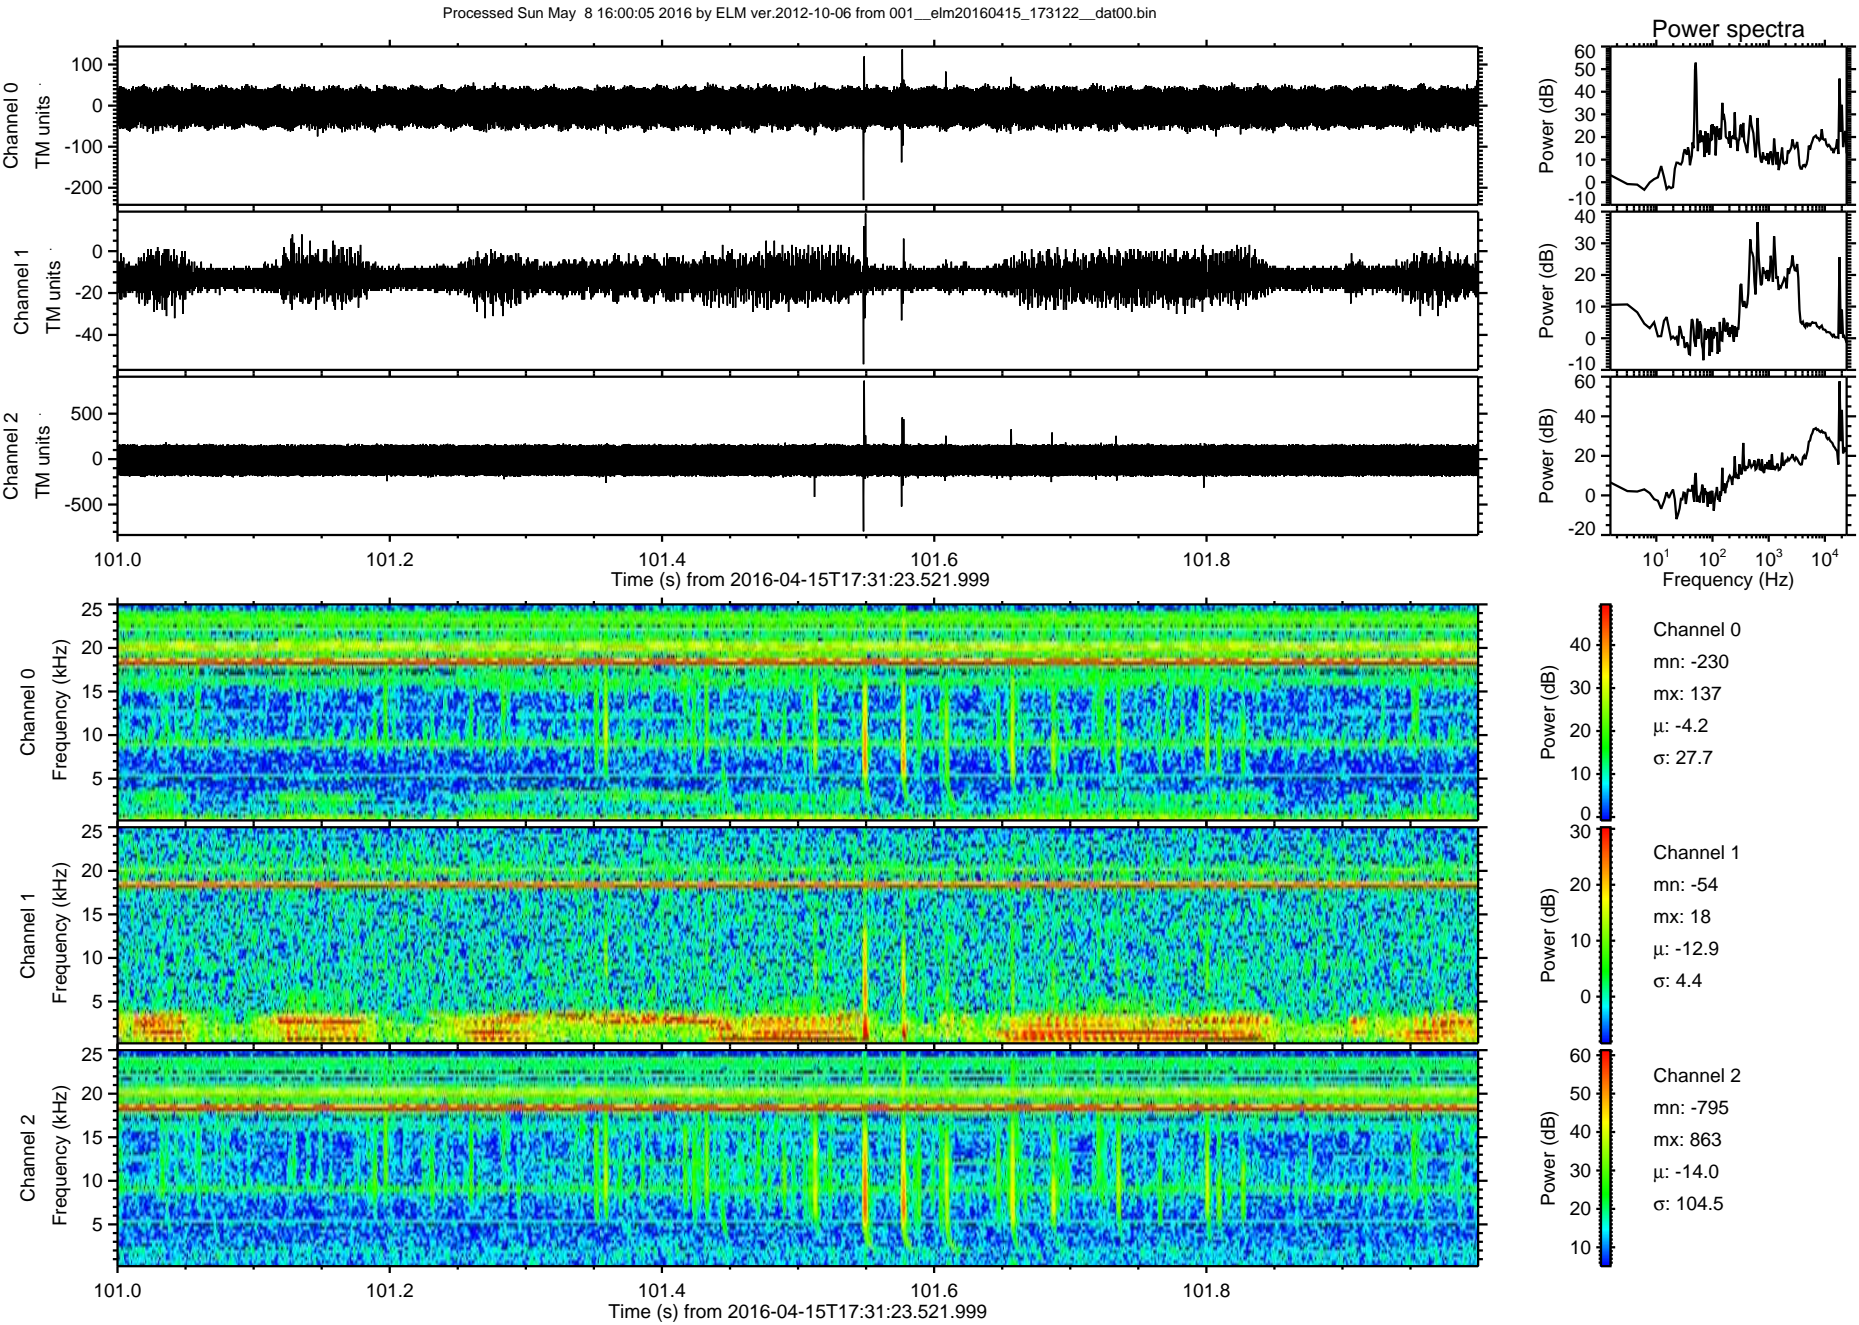 Processed Sun May  8 16:00:05 2016 by ELM ver.2012-10-06 from 001__elm20160415_173122__dat00.bin
Power spectra
Channel 0
TM units
100
0
-100
-200
Power (dB)
60
50
40
30
20
10
0
-10
Channel 1
TM units
0
-20
-40
Power (dB)
40
30
20
10
0
-10
Channel 2
TM units
500
0
-500
Power (dB)
60
40
20
0
-20
101.0 101.2 101.4 101.6 101.8
Time (s) from 2016-04-15T17:31:23.521.999
10¹ 10² 10³ 10⁴
Frequency (Hz)
Channel 0
Frequency (kHz)
25
20
15
10
5
Power (dB)
40
30
20
10
0
Channel 0
mn: -230
mx: 137
μ: -4.2
σ: 27.7
Channel 1
Frequency (kHz)
25
20
15
10
5
Power (dB)
30
20
10
0
Channel 1
mn: -54
mx: 18
μ: -12.9
σ: 4.4
Channel 2
Frequency (kHz)
25
20
15
10
5
Power (dB)
60
50
40
30
20
10
Channel 2
mn: -795
mx: 863
μ: -14.0
σ: 104.5
101.0 101.2 101.4 101.6 101.8
Time (s) from 2016-04-15T17:31:23.521.999